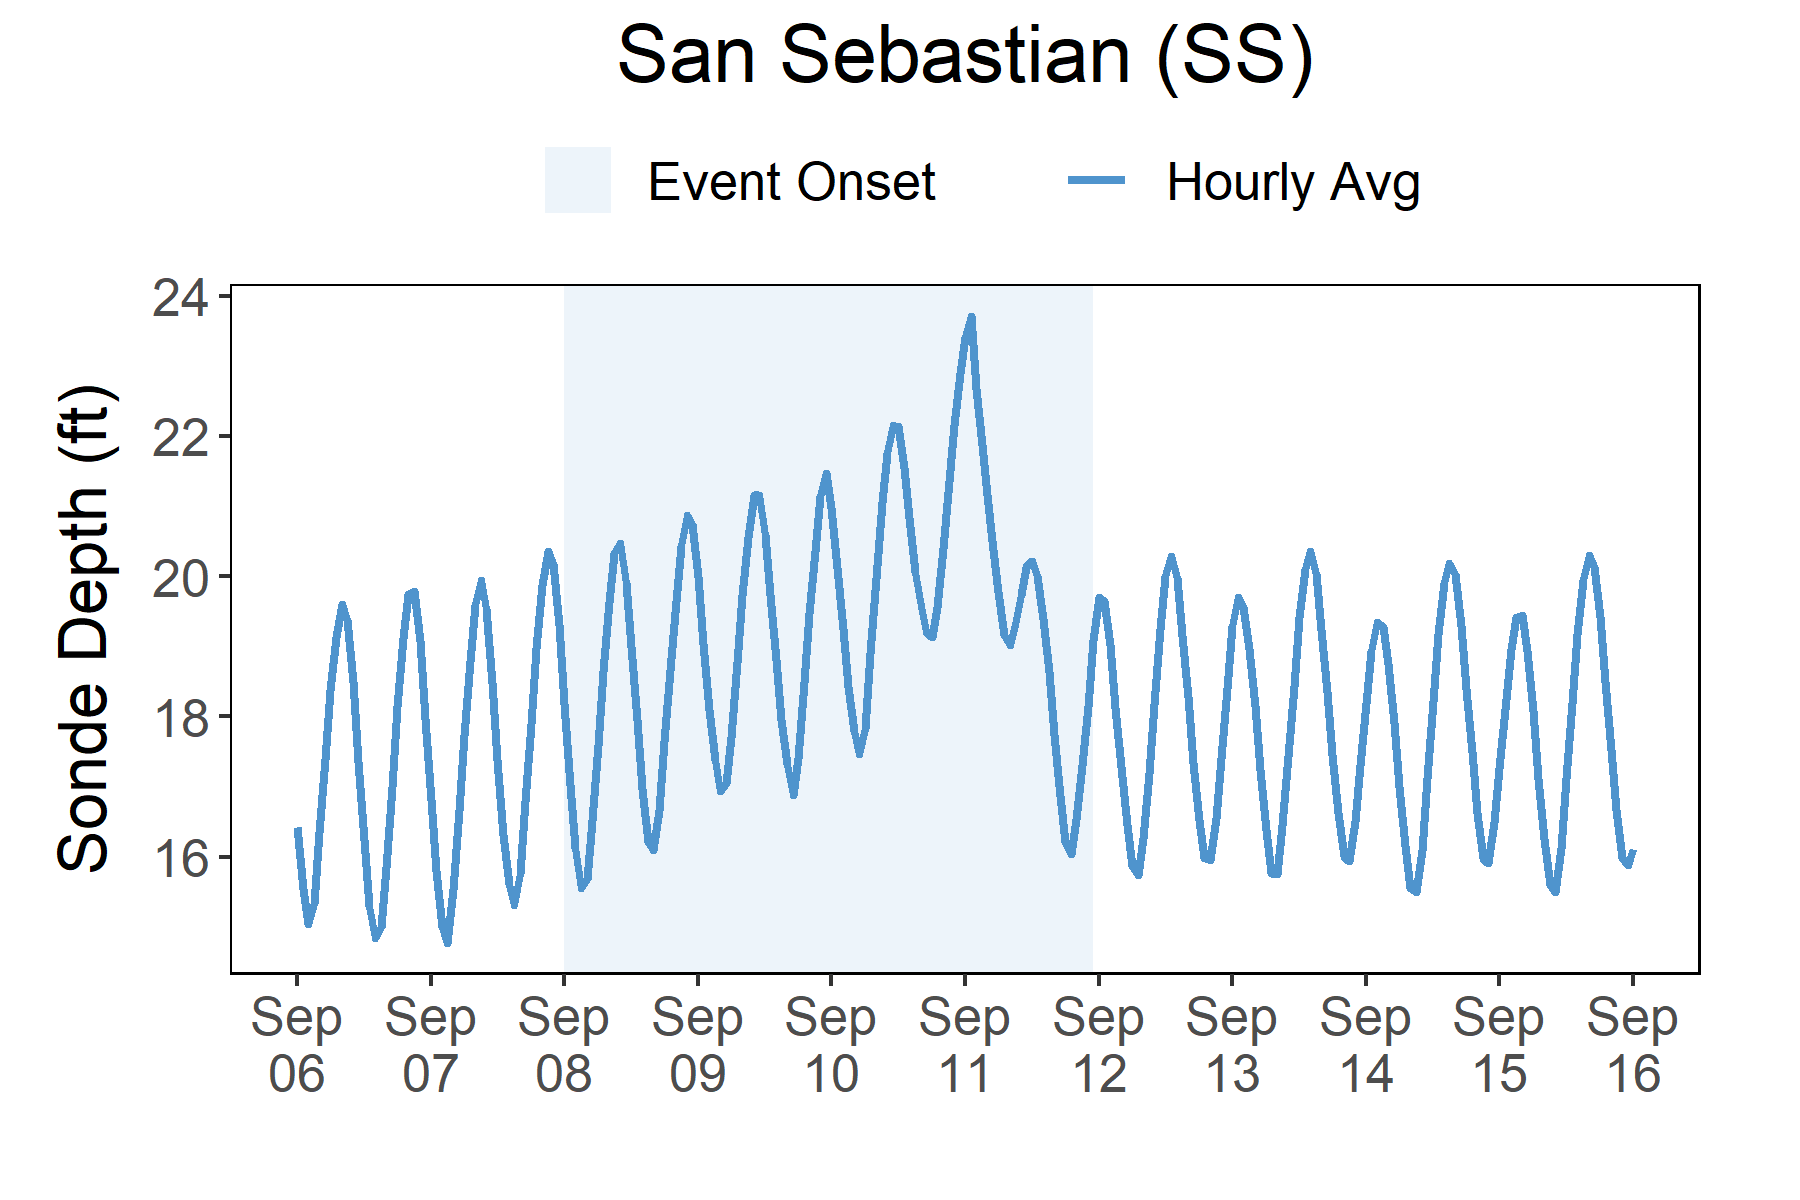 San Sebastian (SS)
Event Onset
Hourly Avg
Sonde Depth (ft)
24
22
20
18
16
Sep 06
Sep 07
Sep 08
Sep 09
Sep 10
Sep 11
Sep 12
Sep 13
Sep 14
Sep 15
Sep 16